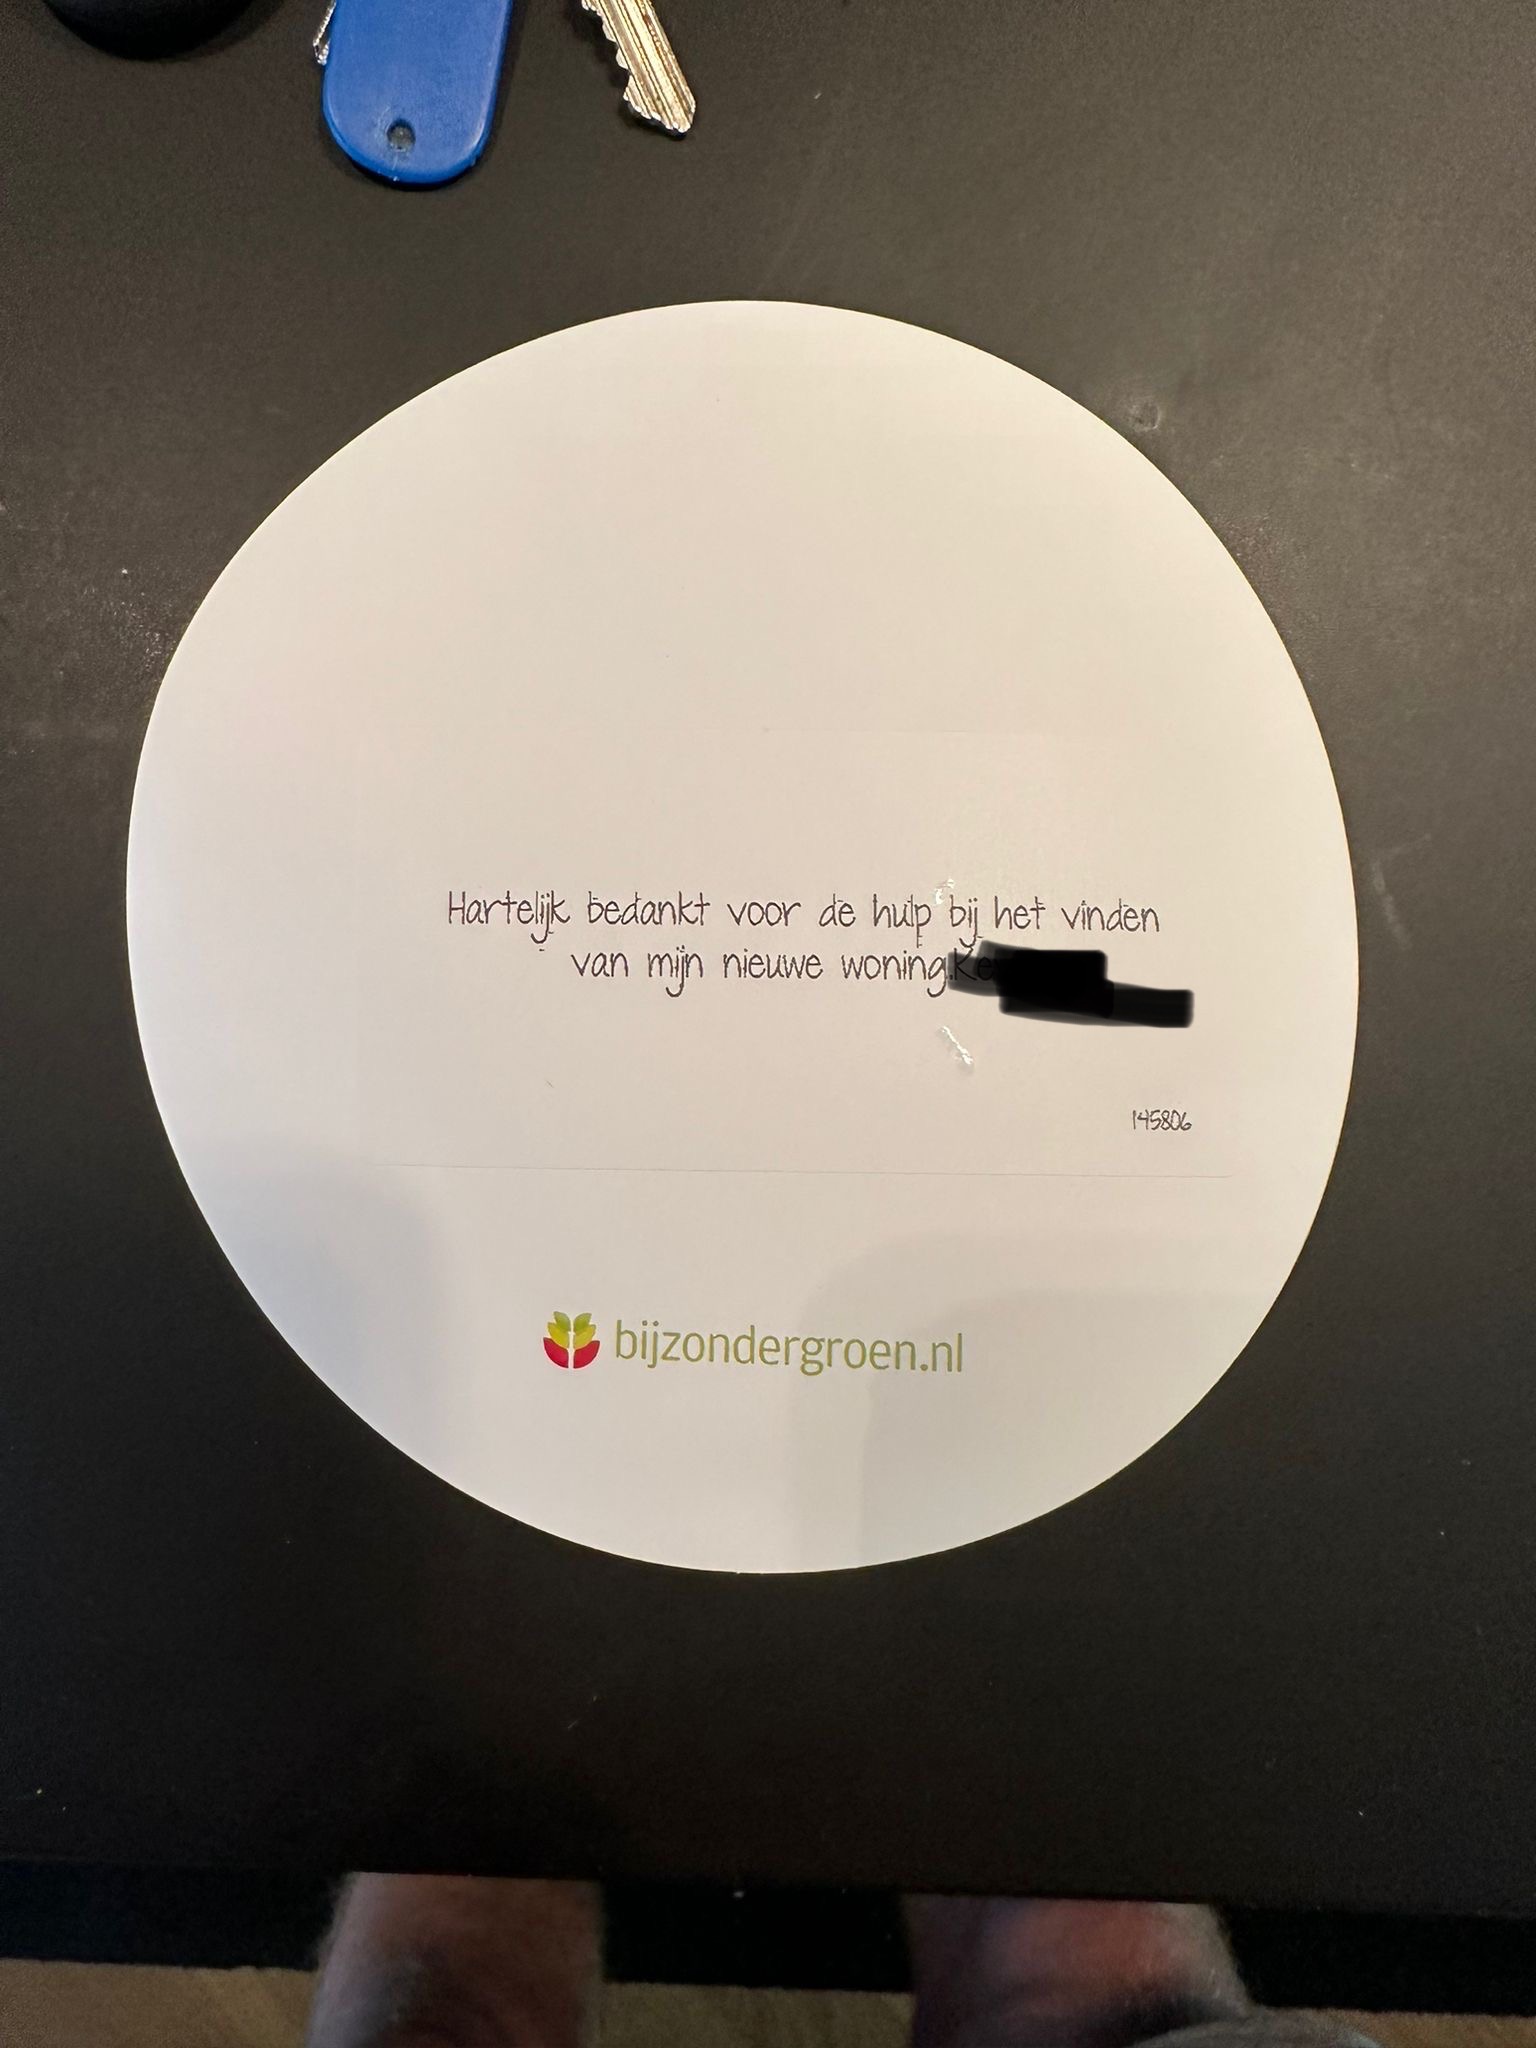 Hartelijk bedankt voor de hulp bij het vinden
van mijn nieuwe woning.
145806
bijzondergroen.nl